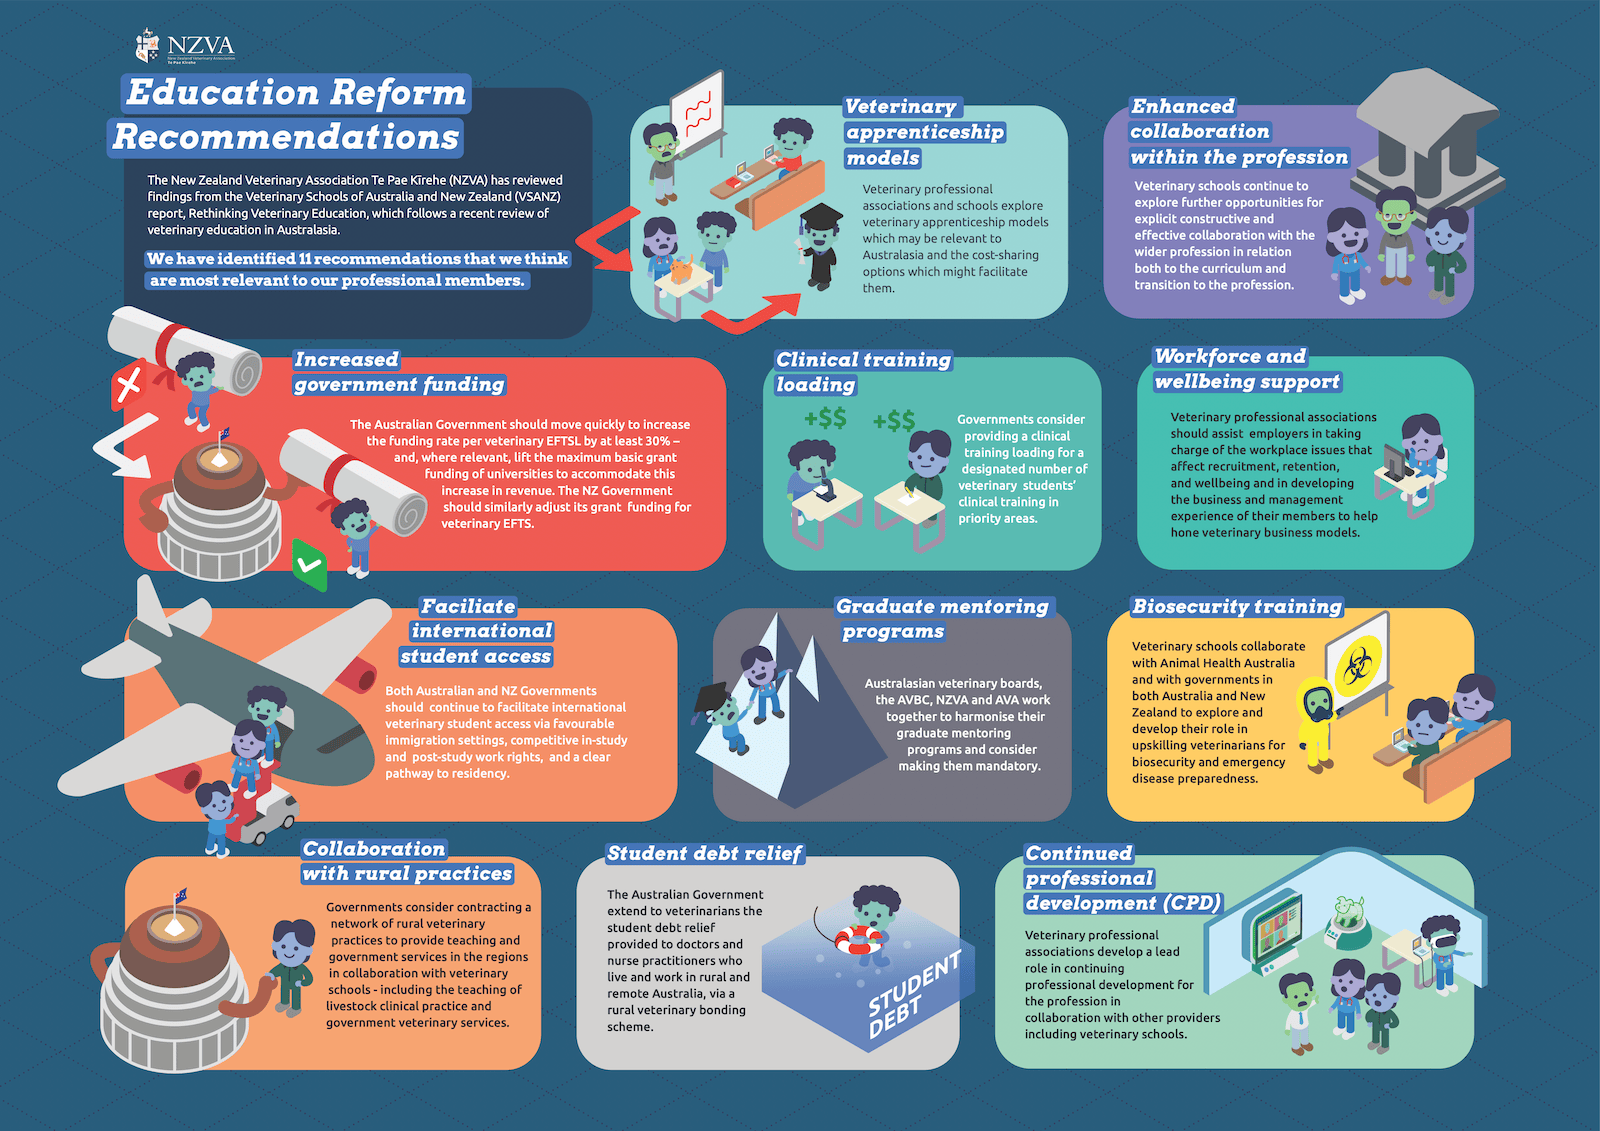 NZVA
New Zealand Veterinary Association
Te Pae Kīrehe
Education Reform
Recommendations
The New Zealand Veterinary Association Te Pae Kīrehe (NZVA) has reviewed
findings from the Veterinary Schools of Australia and New Zealand (VSANZ)
report, Rethinking Veterinary Education, which follows a recent review of
veterinary education in Australasia.
We have identified 11 recommendations that we think
are most relevant to our professional members.
Veterinary
apprenticeship
models
Veterinary professional
associations and schools explore
veterinary apprenticeship models
which may be relevant to
Australasia and the cost-sharing
options which might facilitate
them.
Enhanced
collaboration
within the profession
Veterinary schools continue to
explore further opportunities for
explicit constructive and
effective collaboration with the
wider profession in relation
both to the curriculum and
transition to the profession.
Increased
government funding
The Australian Government should move quickly to increase
the funding rate per veterinary EFTSL by at least 30% –
and, where relevant, lift the maximum basic grant
funding of universities to accommodate this
increase in revenue. The NZ Government
should similarly adjust its grant funding for
veterinary EFTS.
Clinical training
loading
+$$
+$$
Governments consider
providing a clinical
training loading for a
designated number of
veterinary students’
clinical training in
priority areas.
Workforce and
wellbeing support
Veterinary professional associations
should assist employers in taking
charge of the workplace issues that
affect recruitment, retention,
and wellbeing and in developing
the business and management
experience of their members to help
hone veterinary business models.
Faciliate
international
student access
Both Australian and NZ Governments
should continue to facilitate international
veterinary student access via favourable
immigration settings, competitive in-study
and post-study work rights, and a clear
pathway to residency.
Graduate mentoring
programs
Australasian veterinary boards,
the AVBC, NZVA and AVA work
together to harmonise their
graduate mentoring
programs and consider
making them mandatory.
Biosecurity training
Veterinary schools collaborate
with Animal Health Australia
and with governments in
both Australia and New
Zealand to explore and
develop their role in
upskilling veterinarians for
biosecurity and emergency
disease preparedness.
Collaboration
with rural practices
Governments consider contracting a
network of rural veterinary
practices to provide teaching and
government services in the regions
in collaboration with veterinary
schools - including the teaching of
livestock clinical practice and
government veterinary services.
Student debt relief
The Australian Government
extend to veterinarians the
student debt relief
provided to doctors and
nurse practitioners who
live and work in rural and
remote Australia, via a
rural veterinary bonding
scheme.
STUDENT
DEBT
Continued
professional
development (CPD)
Veterinary professional
associations develop a lead
role in continuing
professional development for
the profession in
collaboration with other providers
including veterinary schools.